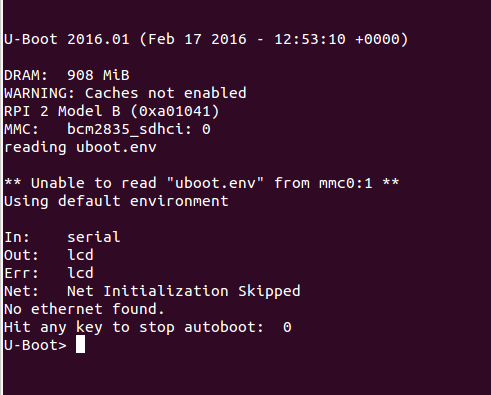 U-Boot 2016.01 (Feb 17 2016 - 12:53:10 +0000)
DRAM:  908 MiB
WARNING: Caches not enabled
RPI 2 Model B (0xa01041)
MMC:   bcm2835_sdhci: 0
reading uboot.env
** Unable to read "uboot.env" from mmc0:1 **
Using default environment
In:    serial
Out:   lcd
Err:   lcd
Net:   Net Initialization Skipped
No ethernet found.
Hit any key to stop autoboot:  0
U-Boot>